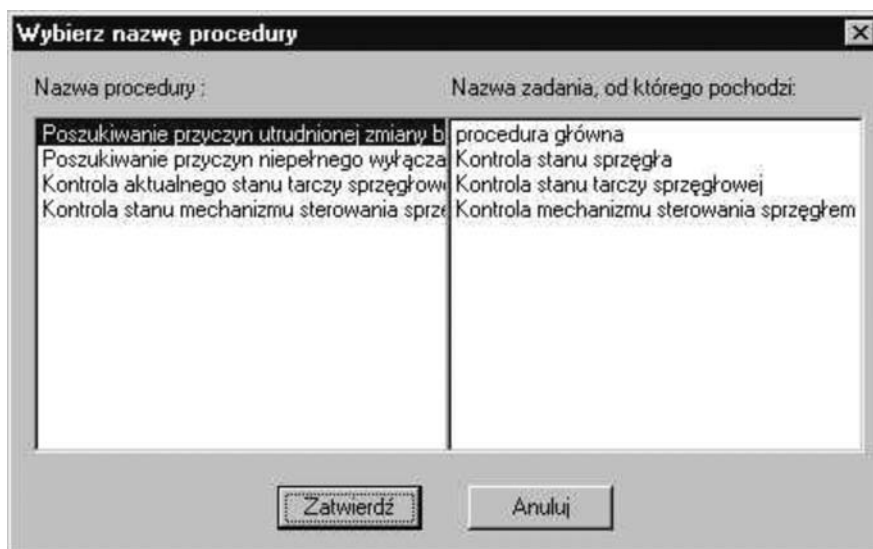 Wybierz nazwę procedury
Nazwa procedury :
Nazwa zadania, od którego pochodzi:
Poszukiwanie przyczyn utrudnionej zmiany b
procedura główna
Poszukiwanie przyczyn niepełnego wyłącza
Kontrola stanu sprzęgła
Kontrola aktualnego stanu tarczy sprzęgłow
Kontrola stanu tarczy sprzęgłowej
Kontrola stanu mechanizmu sterowania sprzę
Kontrola mechanizmu sterowania sprzęgłem
Zatwierdź
Anuluj